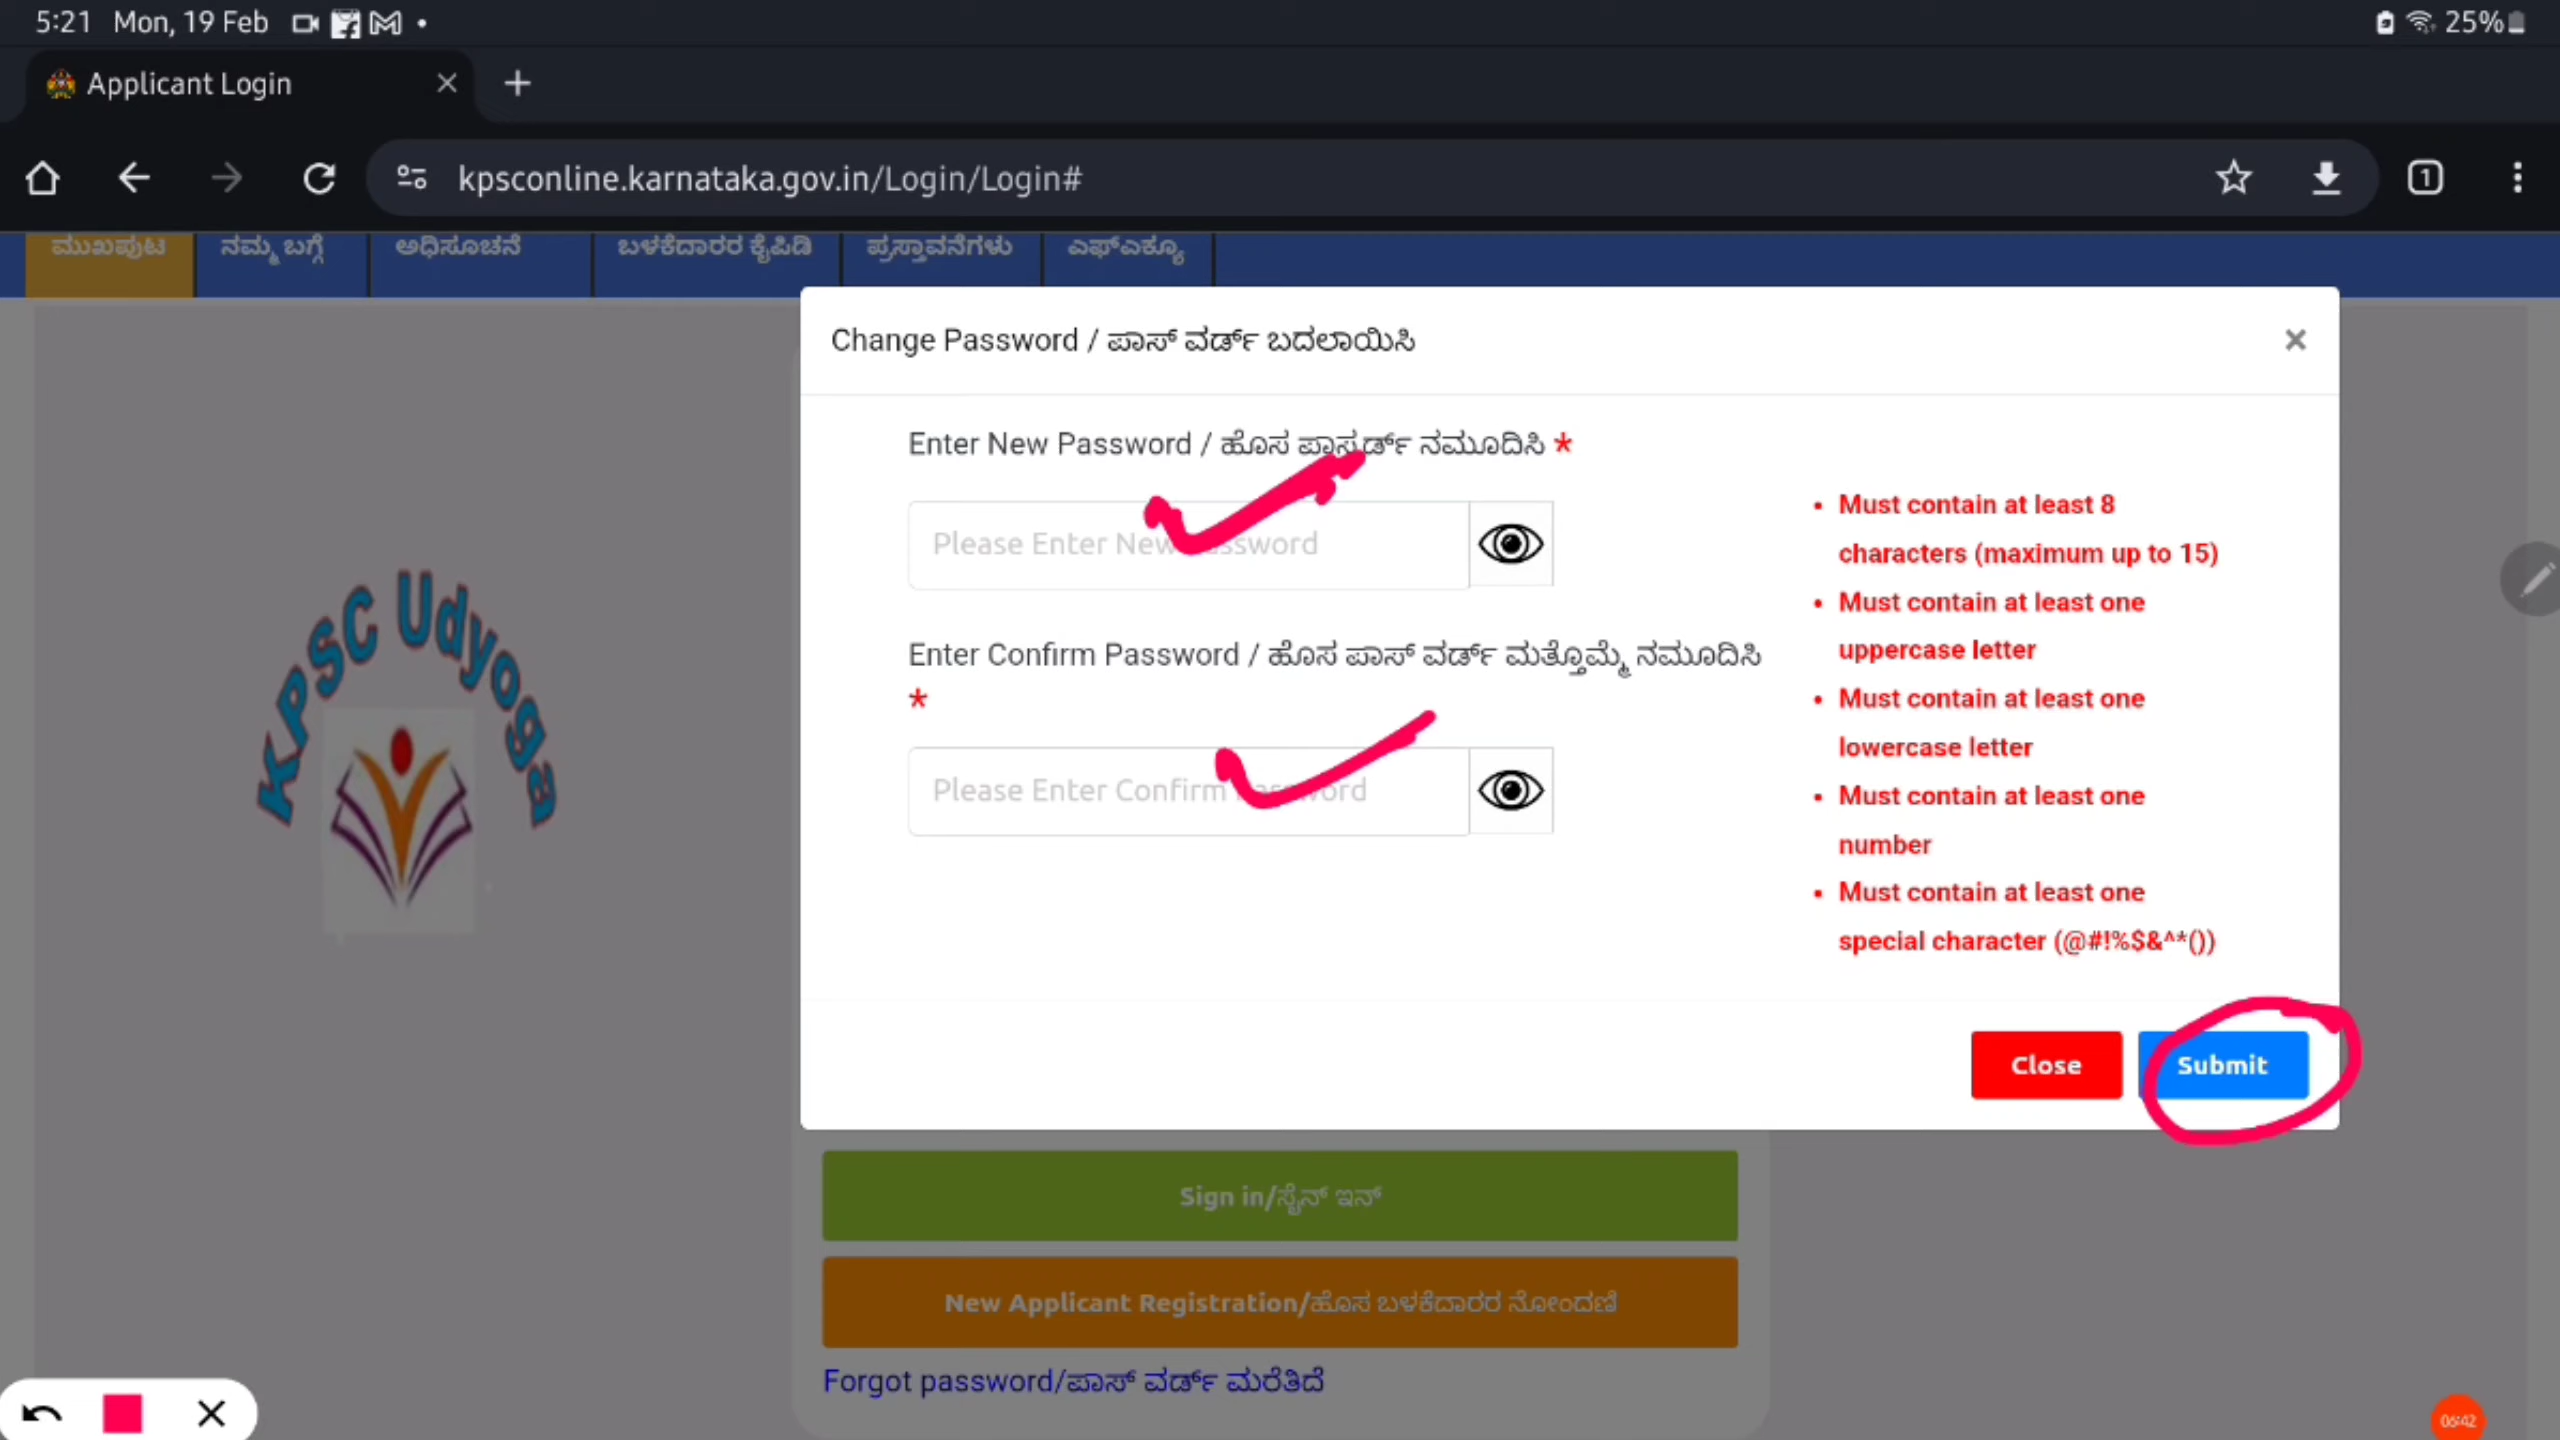 5:21 Mon, 19 Feb
25%
Applicant Login
kpsconline.karnataka.gov.in/Login/Login#
1
ಮುಖಪುಟ ನಮ್ಮ ಬಗ್ಗೆ ಅಧಿಸೂಚನೆ ಬಳಕೆದಾರರ ಕೈಪಿಡಿ ಪ್ರಸ್ತಾವನೆಗಳು ಎಫ್ಎಕ್ಯೂ
Change Password / ಪಾಸ್ ವರ್ಡ್ ಬದಲಾಯಿಸಿ
Enter New Password / ಹೊಸ ಪಾಸ್ವರ್ಡ್ ನಮೂದಿಸಿ *
Please Enter New Password
Enter Confirm Password / ಹೊಸ ಪಾಸ್ ವರ್ಡ್ ಮತ್ತೊಮ್ಮೆ ನಮೂದಿಸಿ
*
Please Enter Confirm Password
• Must contain at least 8
characters (maximum up to 15)
• Must contain at least one
uppercase letter
• Must contain at least one
lowercase letter
• Must contain at least one
number
• Must contain at least one
special character (@#!%$&^*())
Close
Submit
KPSC Udyoga
Sign in/ಸೈನ್ ಇನ್
New Applicant Registration/ಹೊಸ ಬಳಕೆದಾರರ ನೋಂದಣಿ
Forgot password/ಪಾಸ್ ವರ್ಡ್ ಮರೆತಿದೆ
06:42